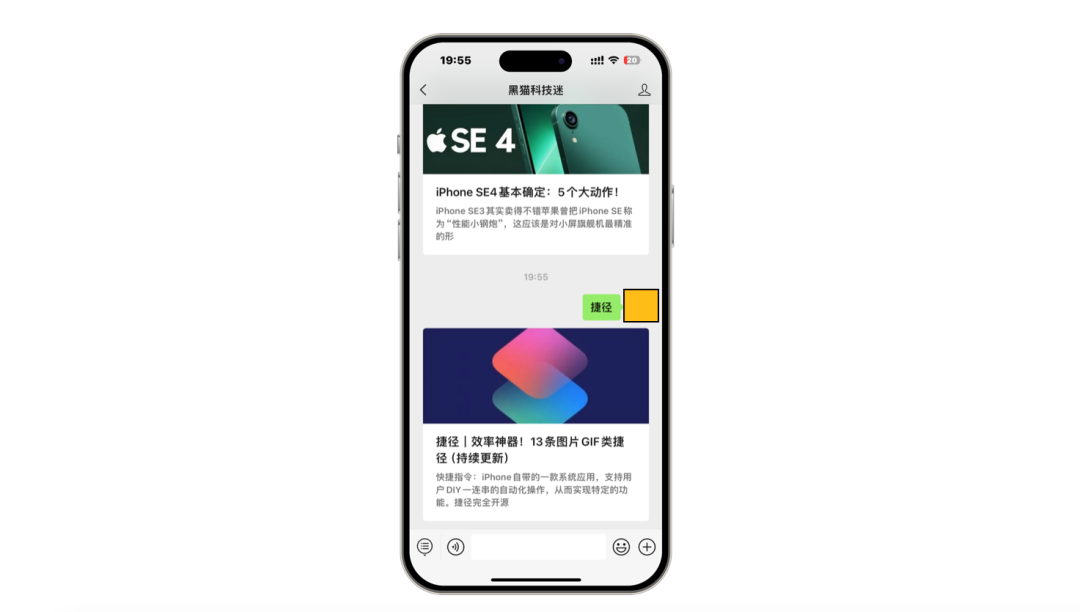 19:55
20
黑猫科技迷
SE 4
iPhone SE4基本确定：5个大动作！
iPhone SE3其实卖得不错苹果曾把iPhone SE称
为“性能小钢炮”，这应该是对小屏旗舰机最精准
的形
19:55
捷径
捷径｜效率神器！13条图片GIF类捷
径（持续更新）
快捷指令：iPhone自带的一款系统应用，支持用
户DIY一连串的自动化操作，从而实现特定的功
能。捷径完全开源